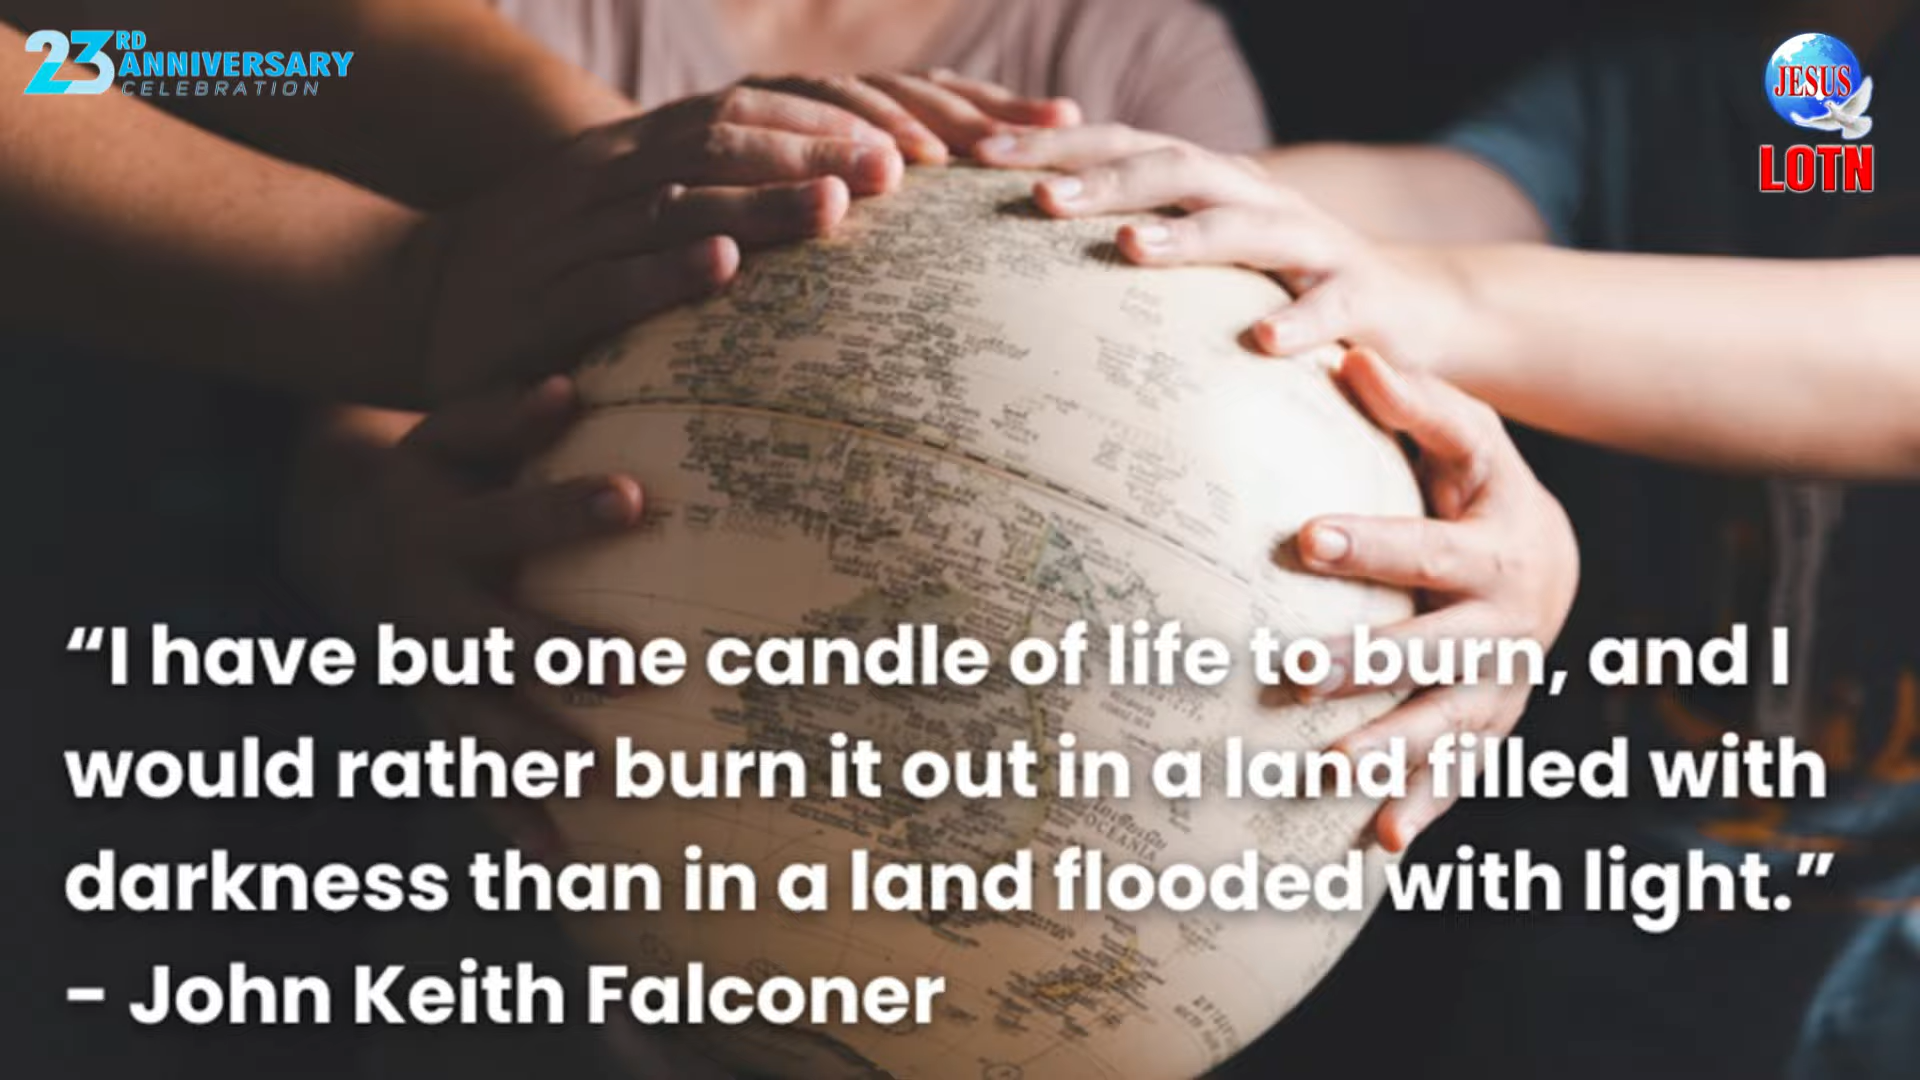 23RD
ANNIVERSARY
CELEBRATION
JESUS
LOTN
“I have but one candle of life to burn, and I
would rather burn it out in a land filled with
darkness than in a land flooded with light.”
- John Keith Falconer
OCEANIA